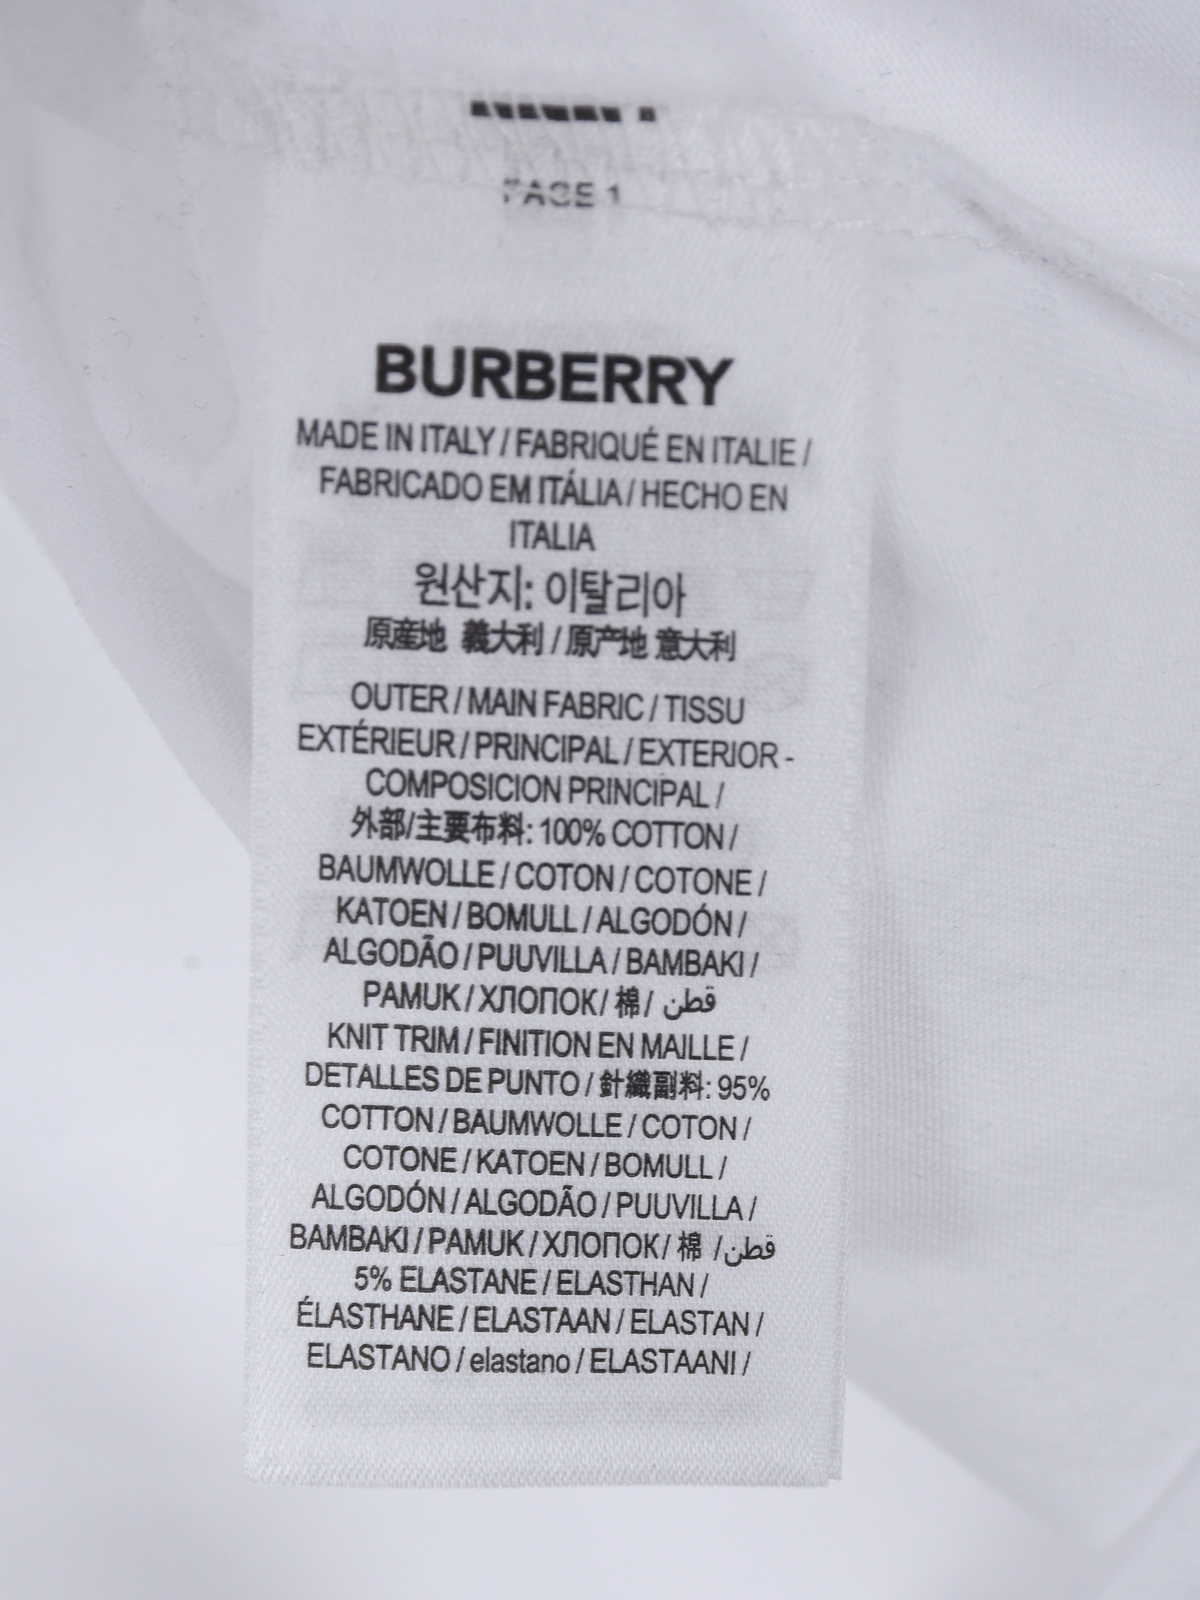 FACE 1
BURBERRY
MADE IN ITALY / FABRIQUÉ EN ITALIE /
FABRICADO EM ITÁLIA / HECHO EN
ITALIA
원산지: 이탈리아
原産地 義大利 / 原产地 意大利
OUTER / MAIN FABRIC / TISSU
EXTÉRIEUR / PRINCIPAL / EXTERIOR -
COMPOSICION PRINCIPAL /
外部/主要布料: 100% COTTON /
BAUMWOLLE / COTON / COTONE /
KATOEN / BOMULL / ALGODÓN /
ALGODÃO / PUUVILLA / BAMBAKI /
PAMUK / ХЛОПОК / 棉 / قطن
KNIT TRIM / FINITION EN MAILLE /
DETALLES DE PUNTO / 針織副料: 95%
COTTON / BAUMWOLLE / COTON /
COTONE / KATOEN / BOMULL /
ALGODÓN / ALGODÃO / PUUVILLA /
BAMBAKI / PAMUK / ХЛОПОК / 棉 / قطن
5% ELASTANE / ELASTHAN /
ÉLASTHANE / ELASTAAN / ELASTAN /
ELASTANO / elastano / ELASTAANI /